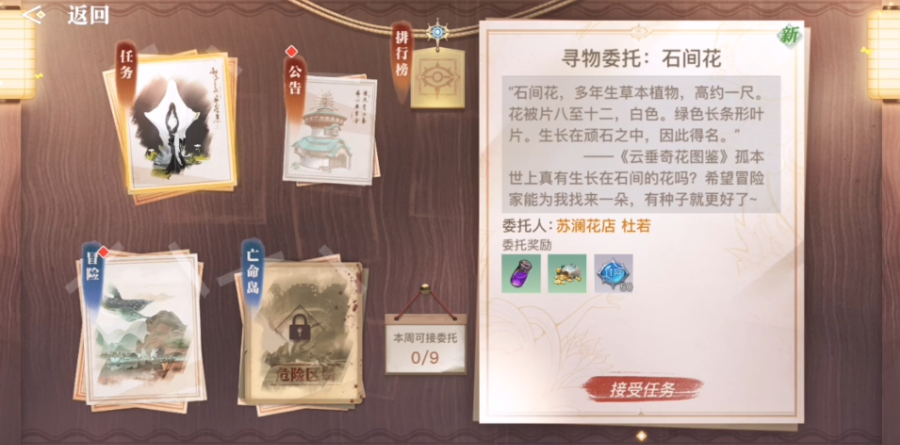 返回
任务
公告
排行榜
冒险
亡命岛
危险区
本周可接委托
0/9
新
寻物委托：石间花
“石间花，多年生草本植物，高约一尺。
花被片八至十二，白色。绿色长条形叶
片。生长在顽石之中，因此得名。”
——《云垂奇花图鉴》孤本
世上真有生长在石间的花吗？希望冒险
家能为我找来一朵，有种子就更好了~
委托人：苏澜花店 杜若
委托奖励
接受任务